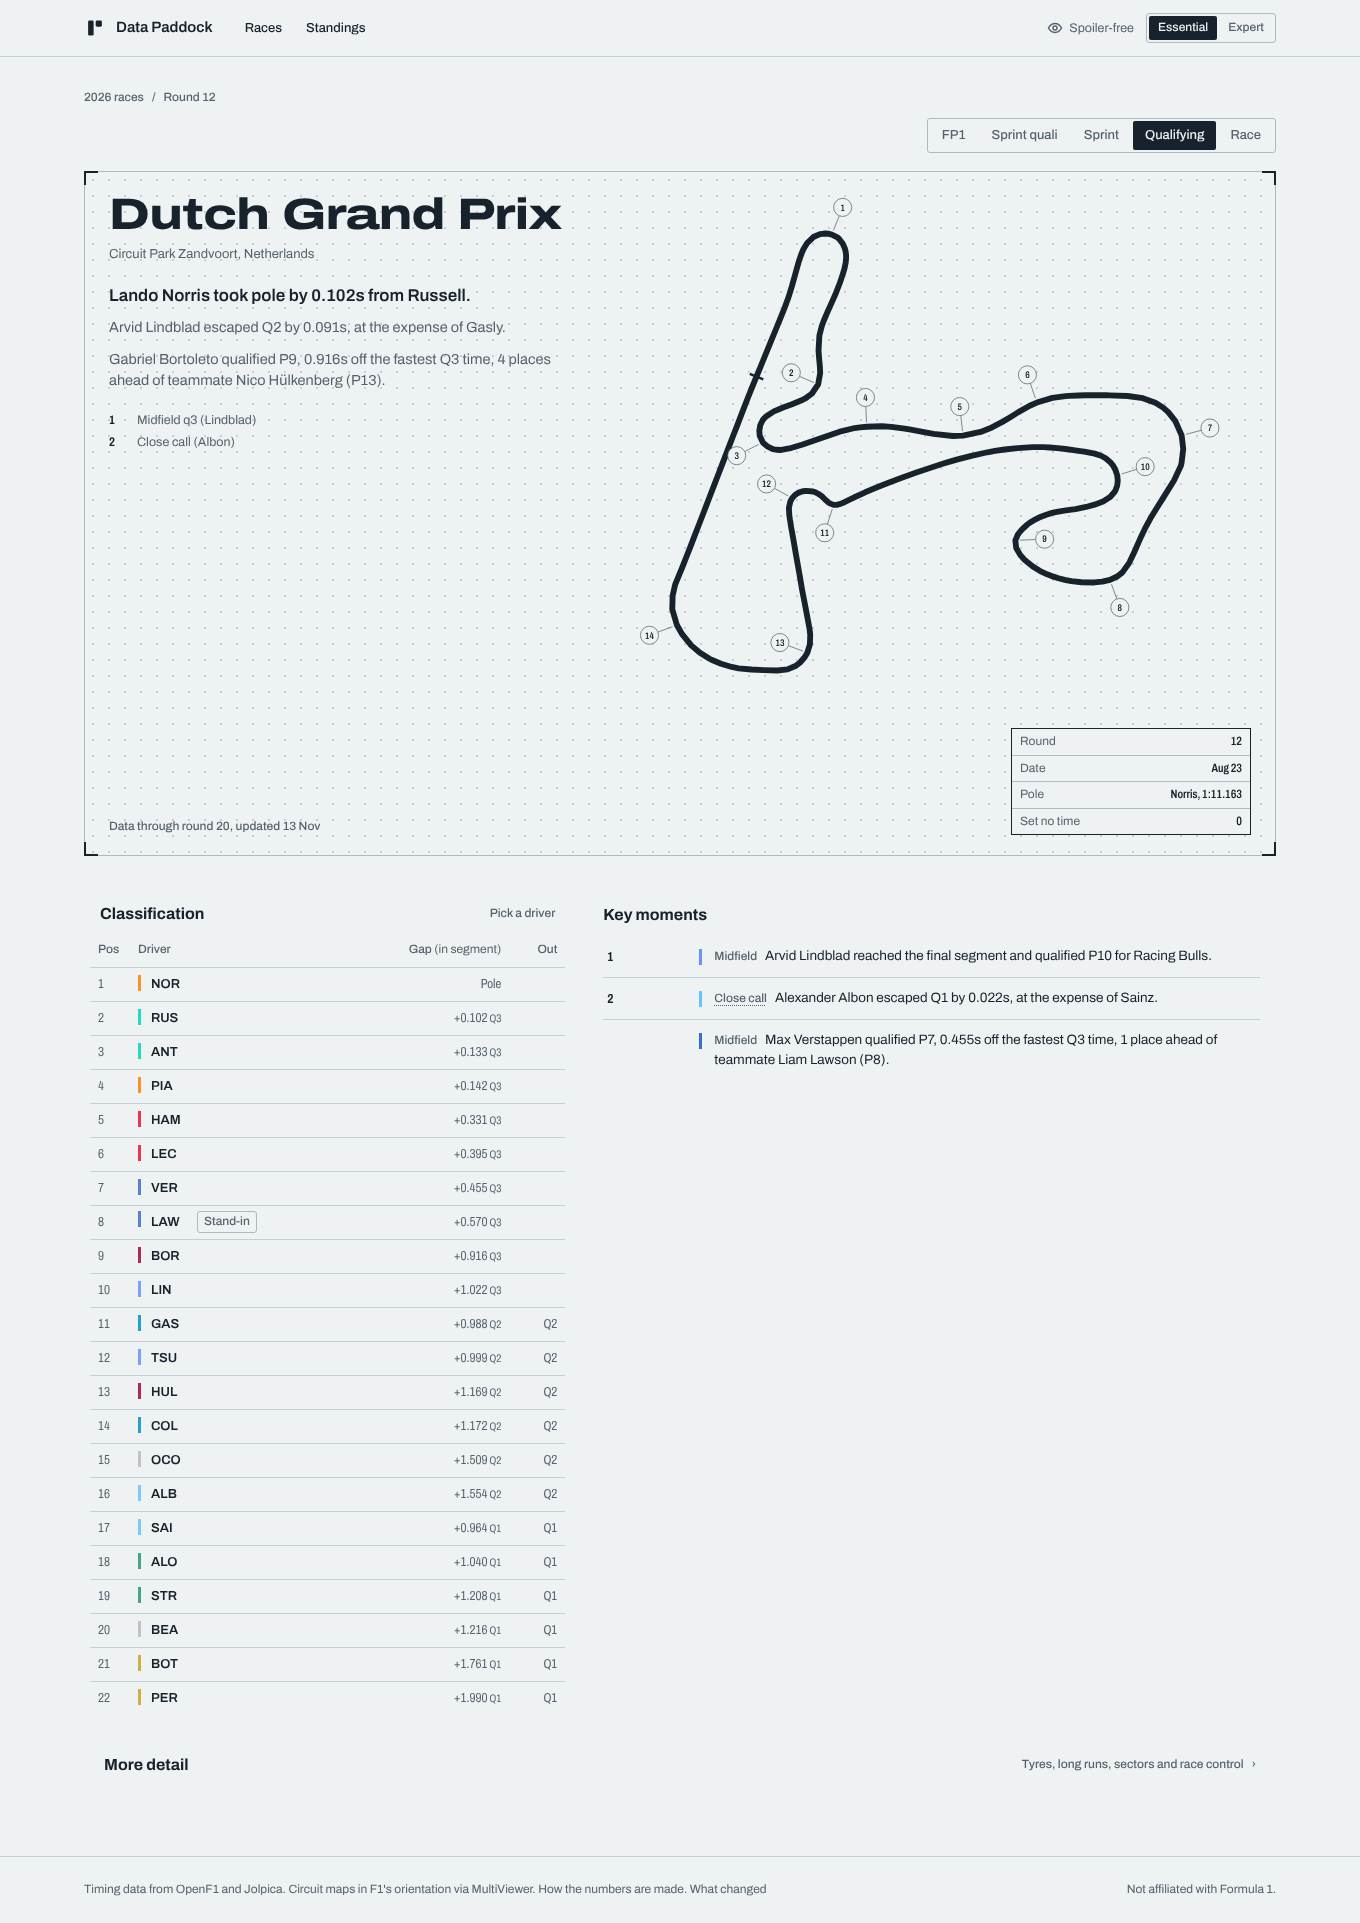 Data Paddock Races Standings Spoiler-free Essential Expert
2026 races / Round 12
FP1 Sprint quali Sprint Qualifying Race
Dutch Grand Prix
Circuit Park Zandvoort, Netherlands
Lando Norris took pole by 0.102s from Russell.
Arvid Lindblad escaped Q2 by 0.091s, at the expense of Gasly.
Gabriel Bortoleto qualified P9, 0.916s off the fastest Q3 time, 4 places
ahead of teammate Nico Hülkenberg (P13).
1 Midfield q3 (Lindblad)
2 Close call (Albon)
1
2
3
4
5
6
7
8
9
10
11
12
13
14
Round 12
Date Aug 23
Pole Norris, 1:11.163
Set no time 0
Data through round 20, updated 13 Nov
Classification Pick a driver
Pos Driver Gap (in segment) Out
1 NOR Pole
2 RUS +0.102 Q3
3 ANT +0.133 Q3
4 PIA +0.142 Q3
5 HAM +0.331 Q3
6 LEC +0.395 Q3
7 VER +0.455 Q3
8 LAW Stand-in +0.570 Q3
9 BOR +0.916 Q3
10 LIN +1.022 Q3
11 GAS +0.988 Q2 Q2
12 TSU +0.999 Q2 Q2
13 HUL +1.169 Q2 Q2
14 COL +1.172 Q2 Q2
15 OCO +1.509 Q2 Q2
16 ALB +1.554 Q2 Q2
17 SAI +0.964 Q1 Q1
18 ALO +1.040 Q1 Q1
19 STR +1.208 Q1 Q1
20 BEA +1.216 Q1 Q1
21 BOT +1.761 Q1 Q1
22 PER +1.990 Q1 Q1
Key moments
1 Midfield Arvid Lindblad reached the final segment and qualified P10 for Racing Bulls.
2 Close call Alexander Albon escaped Q1 by 0.022s, at the expense of Sainz.
Midfield Max Verstappen qualified P7, 0.455s off the fastest Q3 time, 1 place ahead of
teammate Liam Lawson (P8).
More detail Tyres, long runs, sectors and race control ›
Timing data from OpenF1 and Jolpica. Circuit maps in F1's orientation via MultiViewer. How the numbers are made. What changed
Not affiliated with Formula 1.